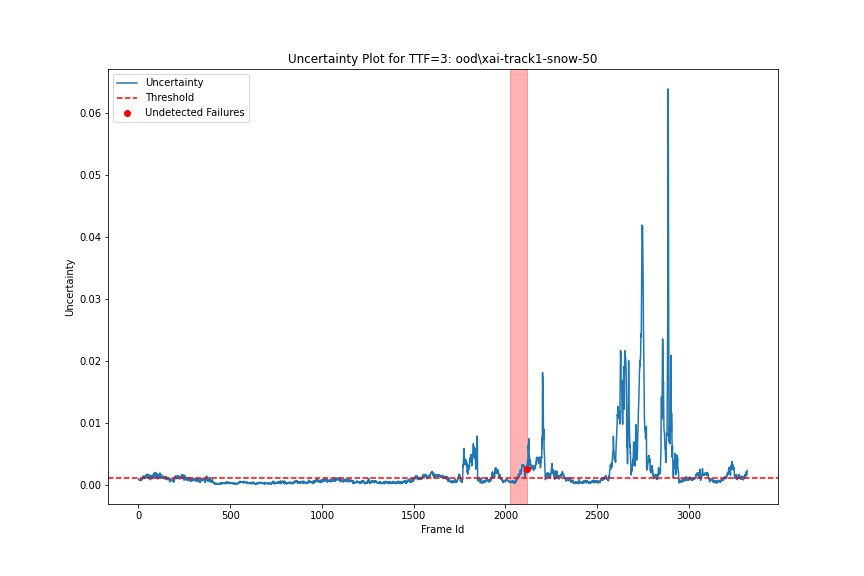 Uncertainty Plot for TTF=3: ood\xai-track1-snow-50
Uncertainty
Threshold
Undetected Failures
0.06
0.05
0.04
0.03
0.02
0.01
0.00
Uncertainty
0 500 1000 1500 2000 2500 3000
Frame Id